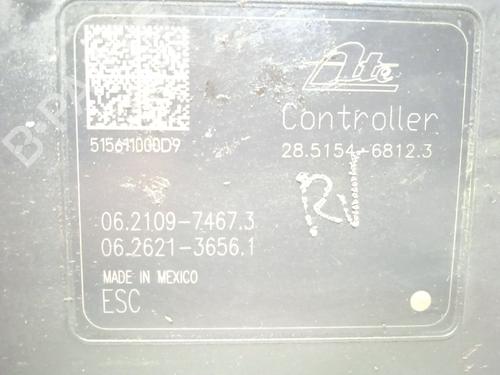 Ate
515611000D9
Controller
28.5154-6812.3
RV
06.2109-7467.3
06.2621-3656.1
MADE IN MEXICO
ESC